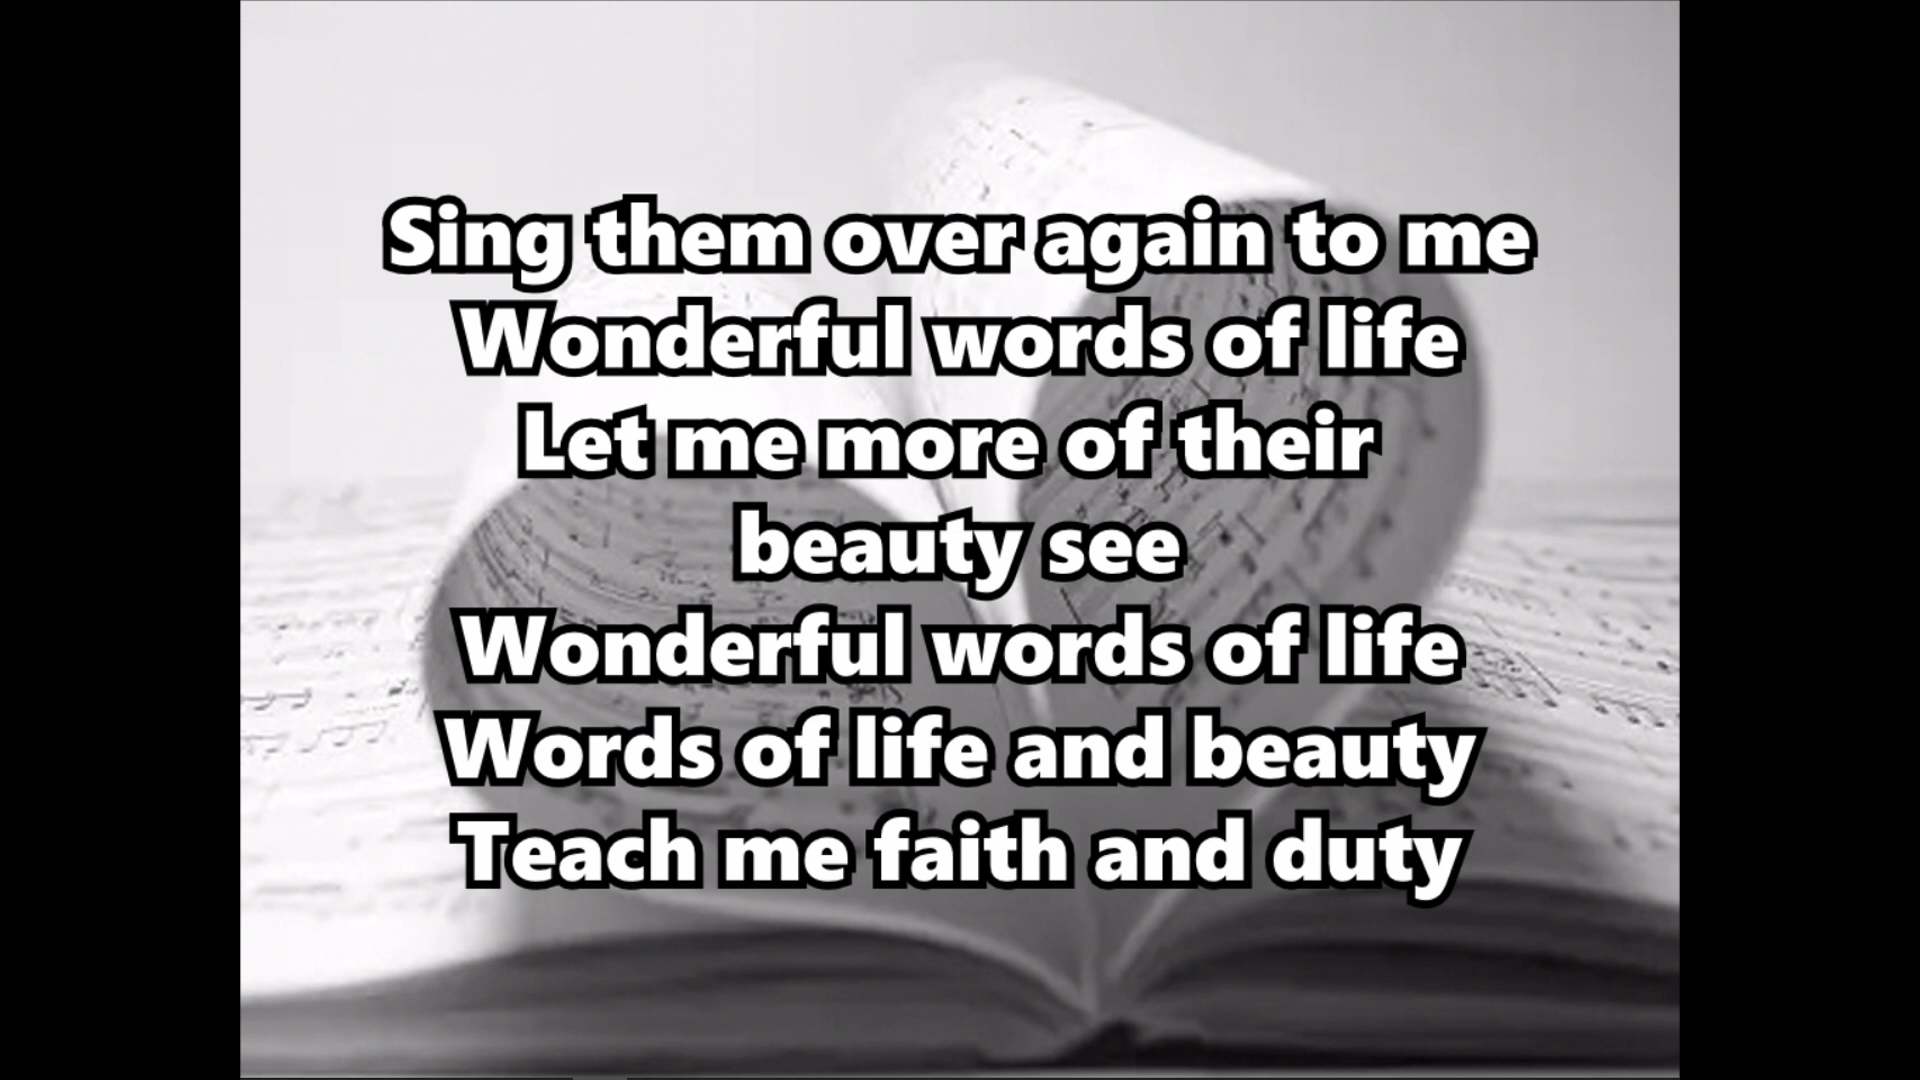 Sing them over again to me
Wonderful words of life
Let me more of their
beauty see
Wonderful words of life
Words of life and beauty
Teach me faith and duty